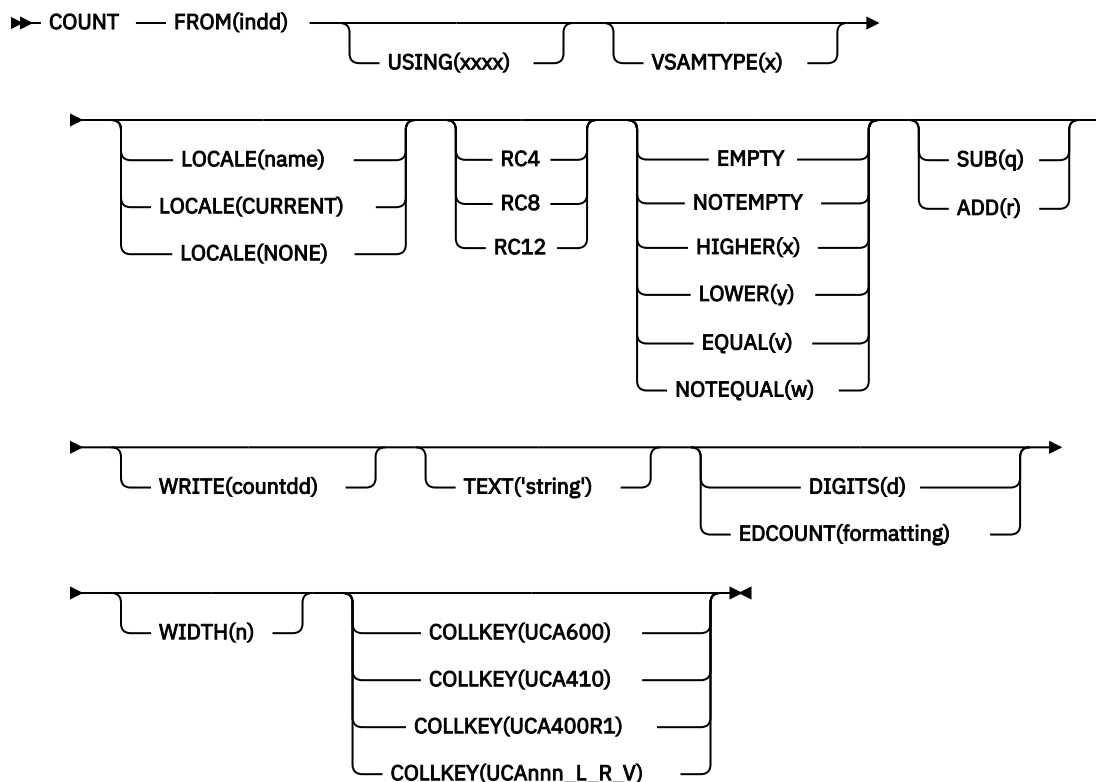 COUNT FROM(indd)
USING(xxxx) VSAMTYPE(x)
LOCALE(name) RC4 EMPTY SUB(q)
LOCALE(CURRENT) RC8 NOTEMPTY ADD(r)
LOCALE(NONE) RC12 HIGHER(x)
LOWER(y)
EQUAL(v)
NOTEQUAL(w)
WRITE(countdd) TEXT('string') DIGITS(d)
EDCOUNT(formatting)
WIDTH(n) COLLKEY(UCA600)
COLLKEY(UCA410)
COLLKEY(UCA400R1)
COLLKEY(UCAnnn_L_R_V)